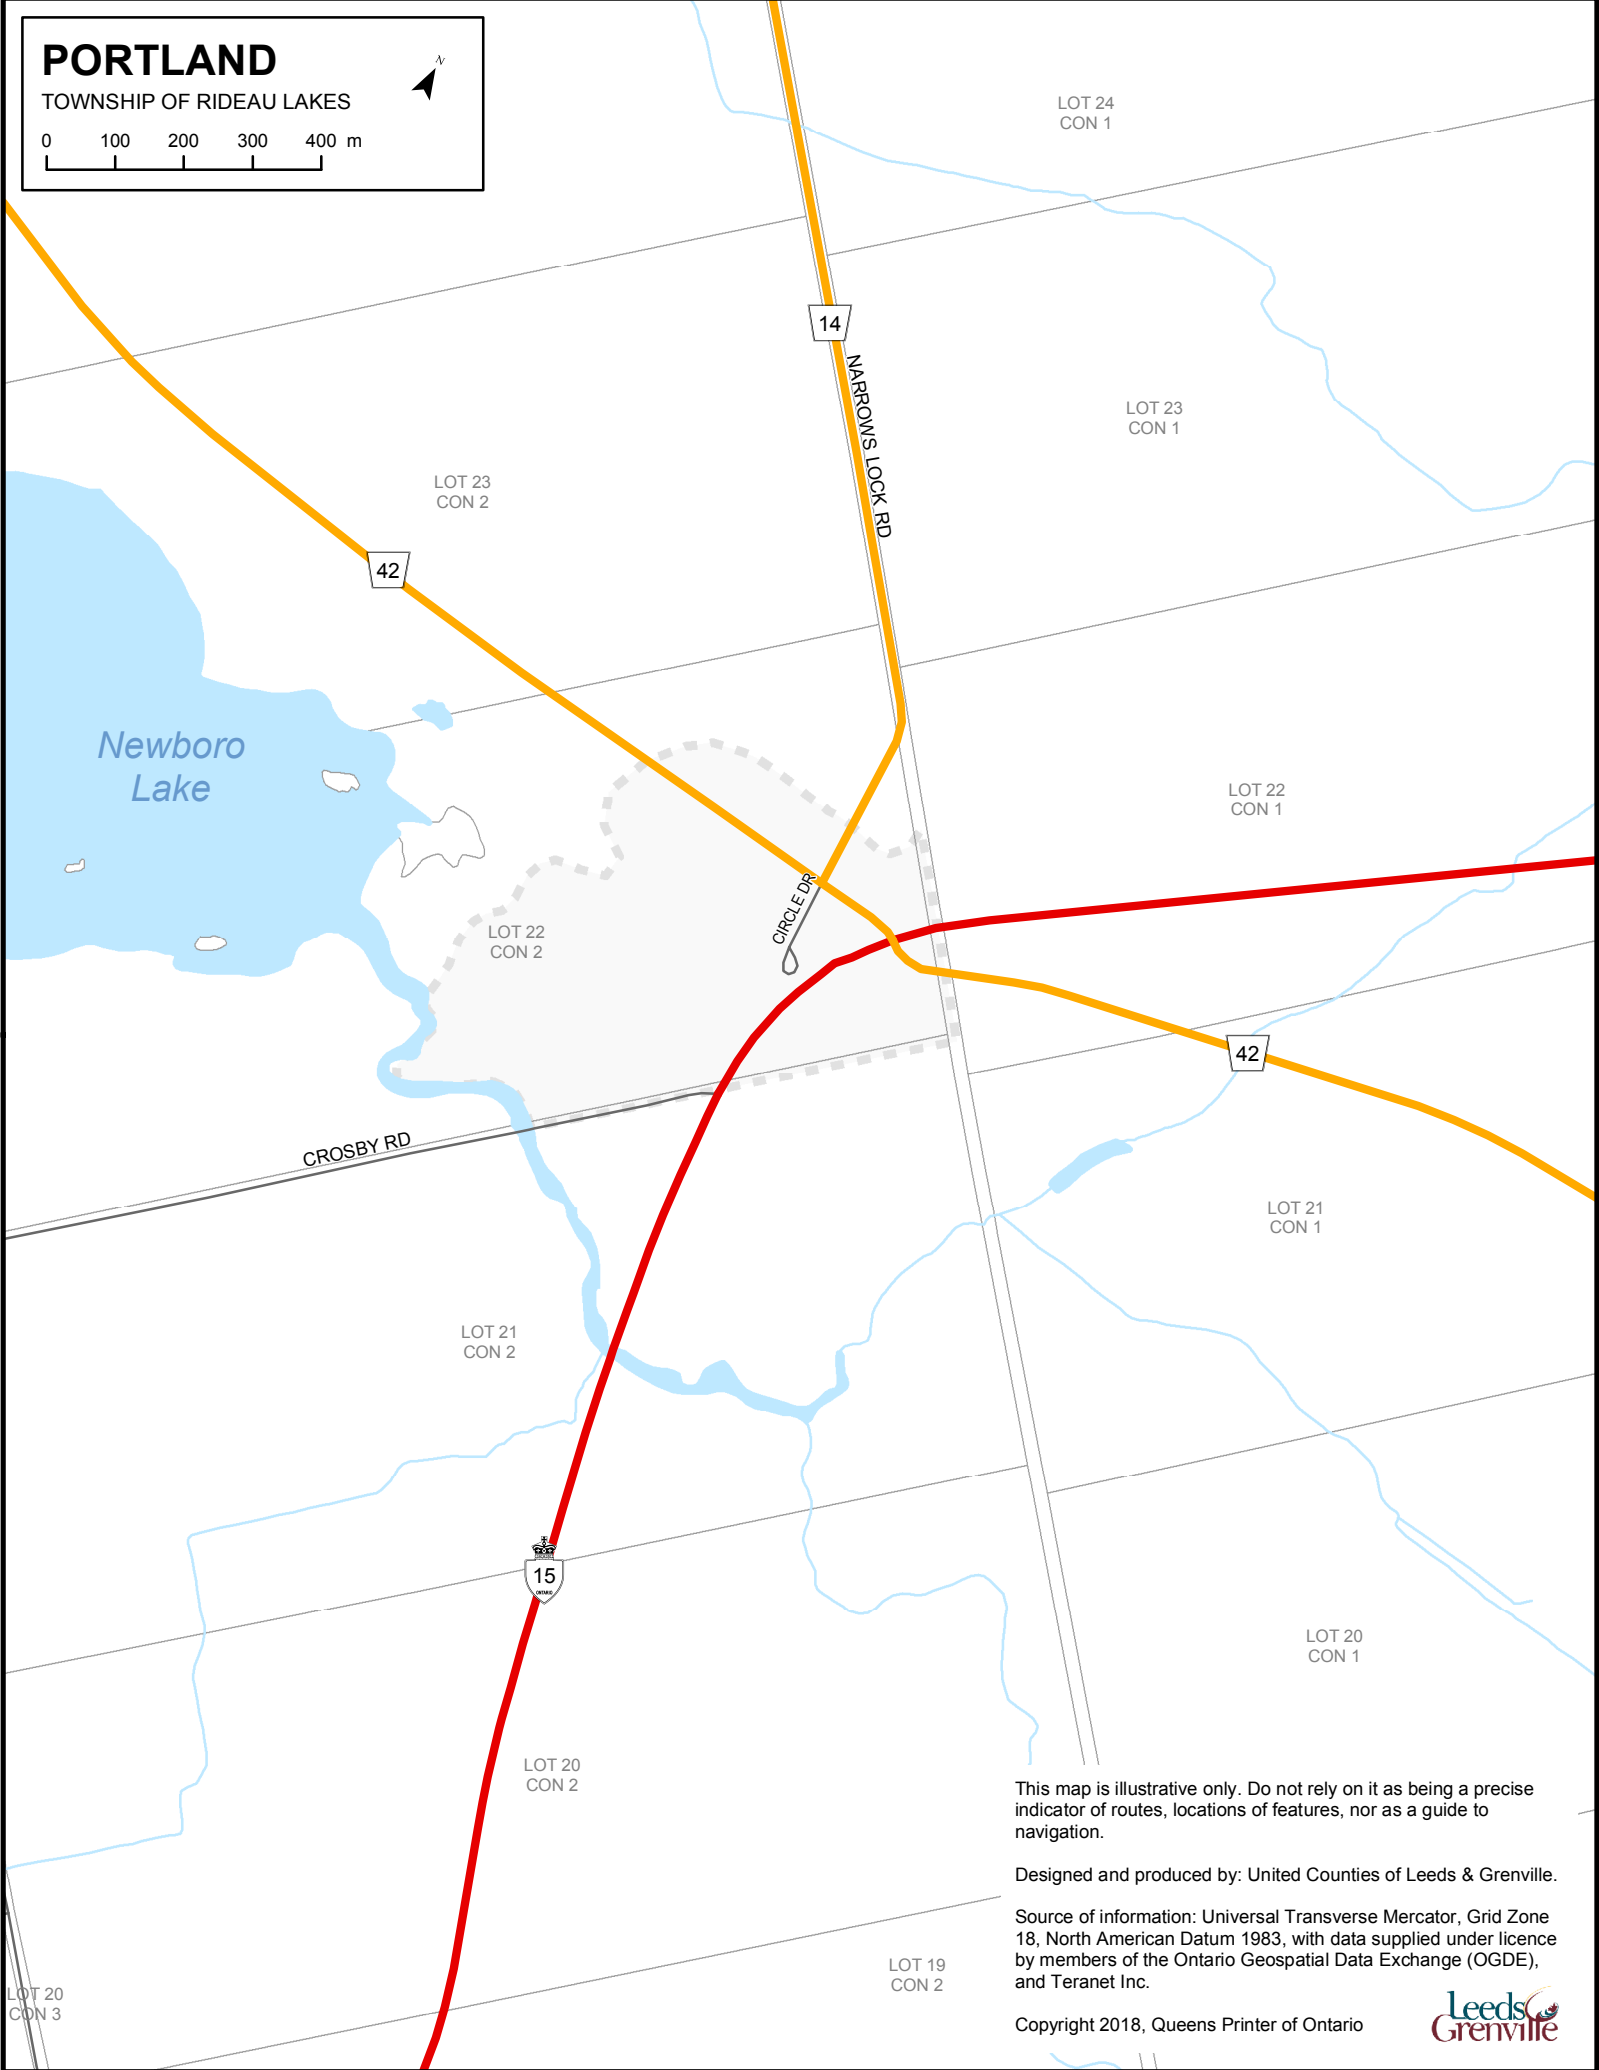 PORTLAND
TOWNSHIP OF RIDEAU LAKES
N
0 100 200 300 400 m
LOT 24
CON 1
14
NARROWS LOCK RD
LOT 23
CON 1
LOT 23
CON 2
42
Newboro
Lake
LOT 22
CON 1
CIRCLE DR
LOT 22
CON 2
42
CROSBY RD
LOT 21
CON 1
LOT 21
CON 2
15
ONTARIO
LOT 20
CON 1
LOT 20
CON 2
This map is illustrative only. Do not rely on it as being a precise
indicator of routes, locations of features, nor as a guide to
navigation.
Designed and produced by: United Counties of Leeds & Grenville.
Source of information: Universal Transverse Mercator, Grid Zone
18, North American Datum 1983, with data supplied under licence
by members of the Ontario Geospatial Data Exchange (OGDE),
and Teranet Inc.
Copyright 2018, Queens Printer of Ontario
LOT 19
CON 2
LOT 20
CON 3
Leeds
Grenville